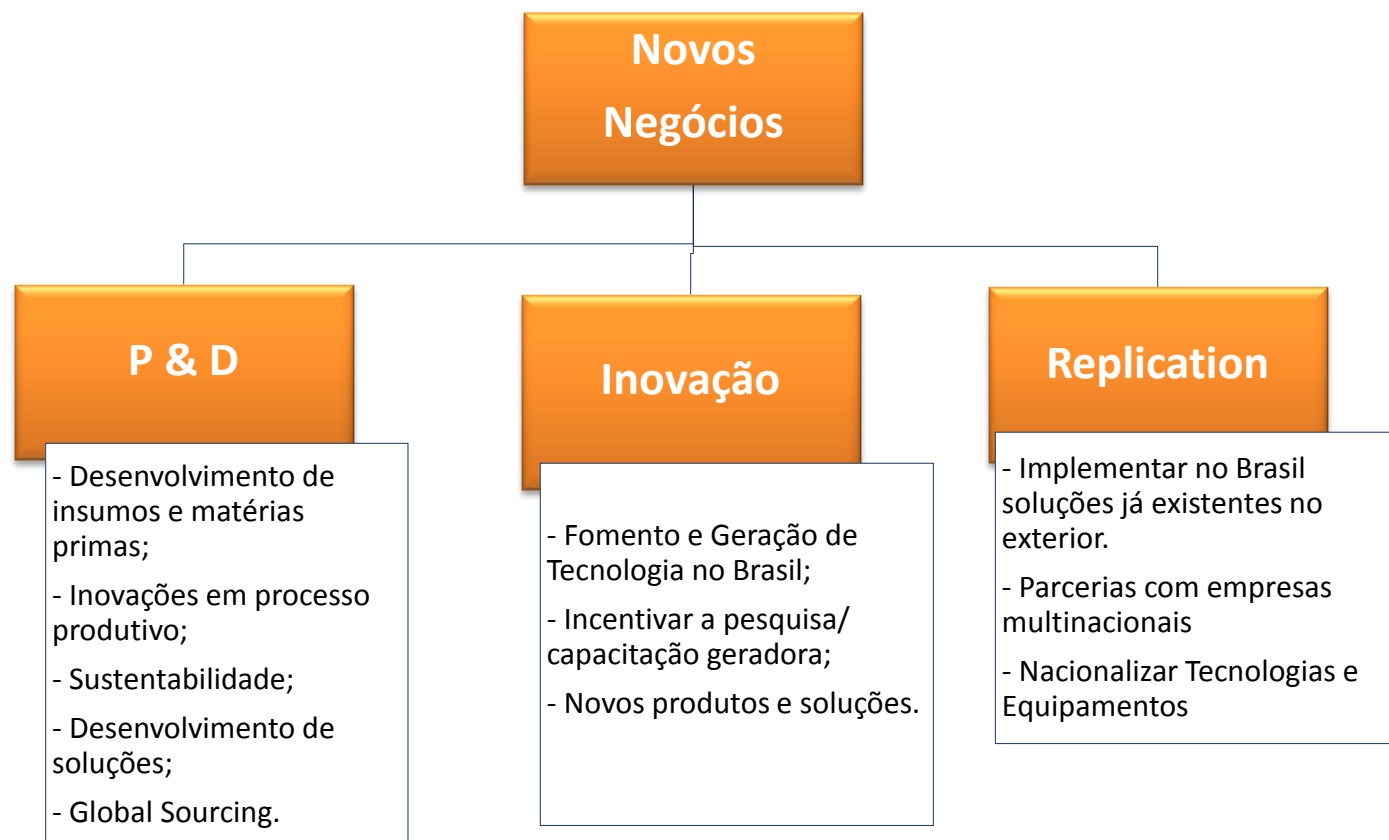 Novos
Negócios
P & D
- Desenvolvimento de
insumos e matérias
primas;
- Inovações em processo
produtivo;
- Sustentabilidade;
- Desenvolvimento de
soluções;
- Global Sourcing.
Inovação
- Fomento e Geração de
Tecnologia no Brasil;
- Incentivar a pesquisa/
capacitação geradora;
- Novos produtos e soluções.
Replication
- Implementar no Brasil
soluções já existentes no
exterior.
- Parcerias com empresas
multinacionais
- Nacionalizar Tecnologias e
Equipamentos